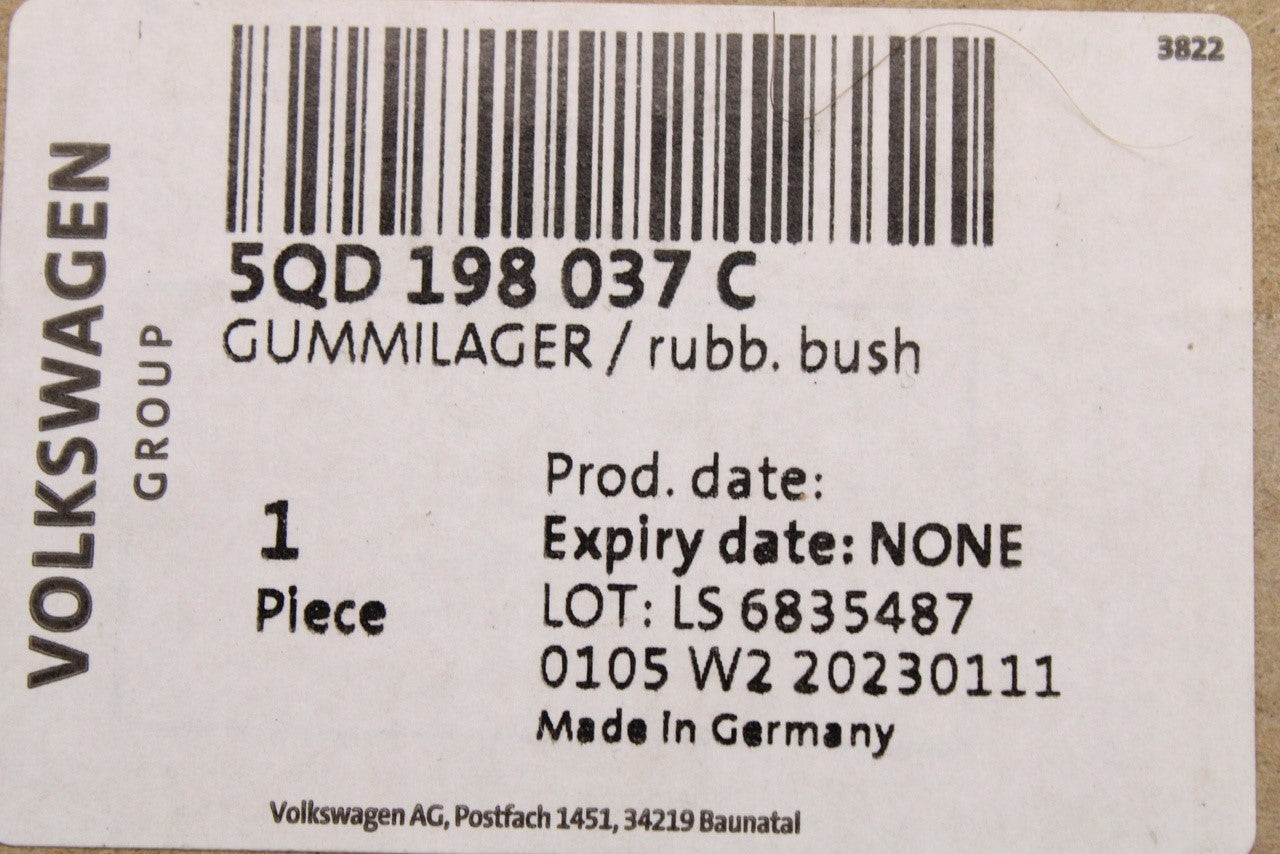 3822
VOLKSWAGEN
GROUP
5QD 198 037 C
GUMMILAGER / rubb. bush
1
Piece
Prod. date:
Expiry date: NONE
LOT: LS 6835487
0105 W2 20230111
Made in Germany
Volkswagen AG, Postfach 1451, 34219 Baunatal